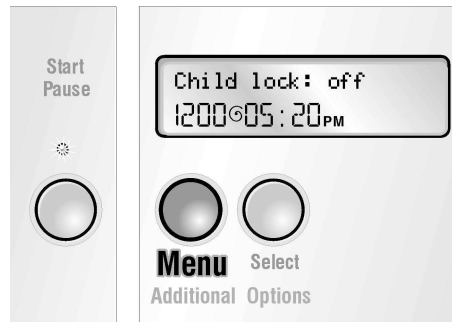 Start
Pause
Child lock: off
1200 05:20PM
Menu
Select
Additional Options